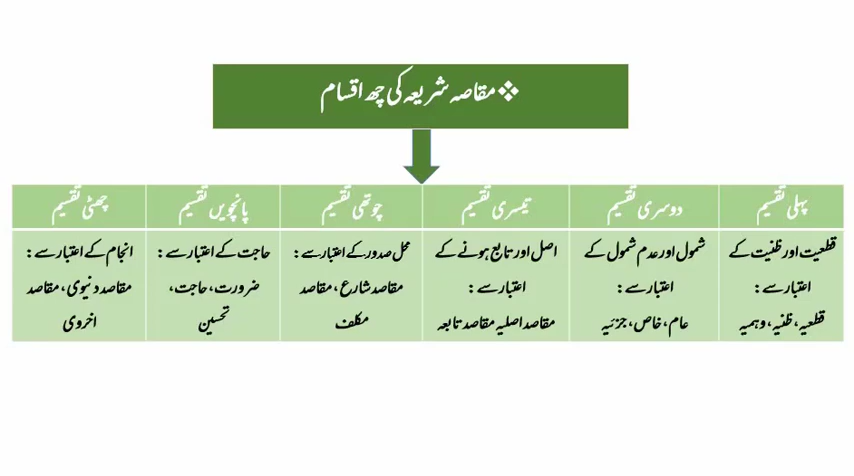 ❖ مقاصہ شریعہ کی چھ اقسام
پہلی تقسیم
دوسری تقسیم
تیسری تقسیم
چوتھی تقسیم
پانچویں تقسیم
چھٹی تقسیم
قطعیت اور ظنیت کے
اعتبار سے:
قطعیہ، ظنیہ، وہمیہ
شمول اور عدم شمول کے
اعتبار سے:
عام، خاص، جزئیہ
اصل اور تابع ہونے کے
اعتبار سے:
مقاصد اصلیہ مقاصد تابعہ
محل صدور کے اعتبار سے:
مقاصد شارع، مقاصد
مکلف
حاجت کے اعتبار سے:
ضرورت، حاجت،
تحسین
انجام کے اعتبار سے:
مقاصد دنیوی، مقاصد
اخروی